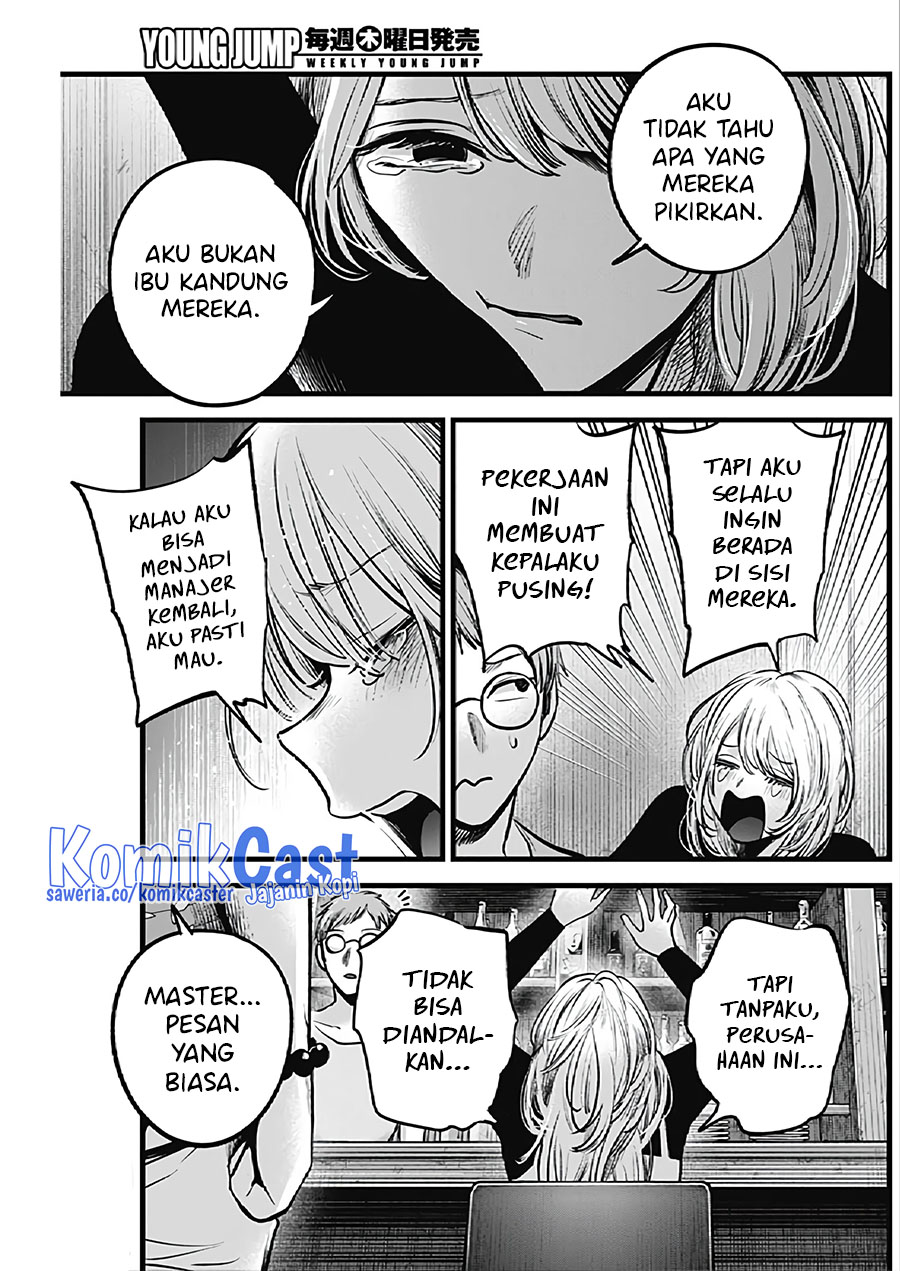 YOUNG JUMP 毎週木曜日発売
WEEKLY YOUNG JUMP
AKU
TIDAK TAHU
APA YANG
MEREKA
PIKIRKAN.
AKU BUKAN
IBU KANDUNG
MEREKA.
TAPI AKU
SELALU
INGIN
BERADA
DI SISI
MEREKA.
PEKERJAAN
INI
MEMBUAT
KEPALAKU
PUSING!
KALAU AKU
BISA
MENJADI
MANAJER
KEMBALI,
AKU PASTI
MAU.
KomikCast
saweria.co/komikcaster Jajanin Kopi
TAPI
TANPAKU,
PERUSA-
HAAN INI...
TIDAK
BISA
DIANDAL-
KAN...
MASTER...
PESAN
YANG
BIASA.